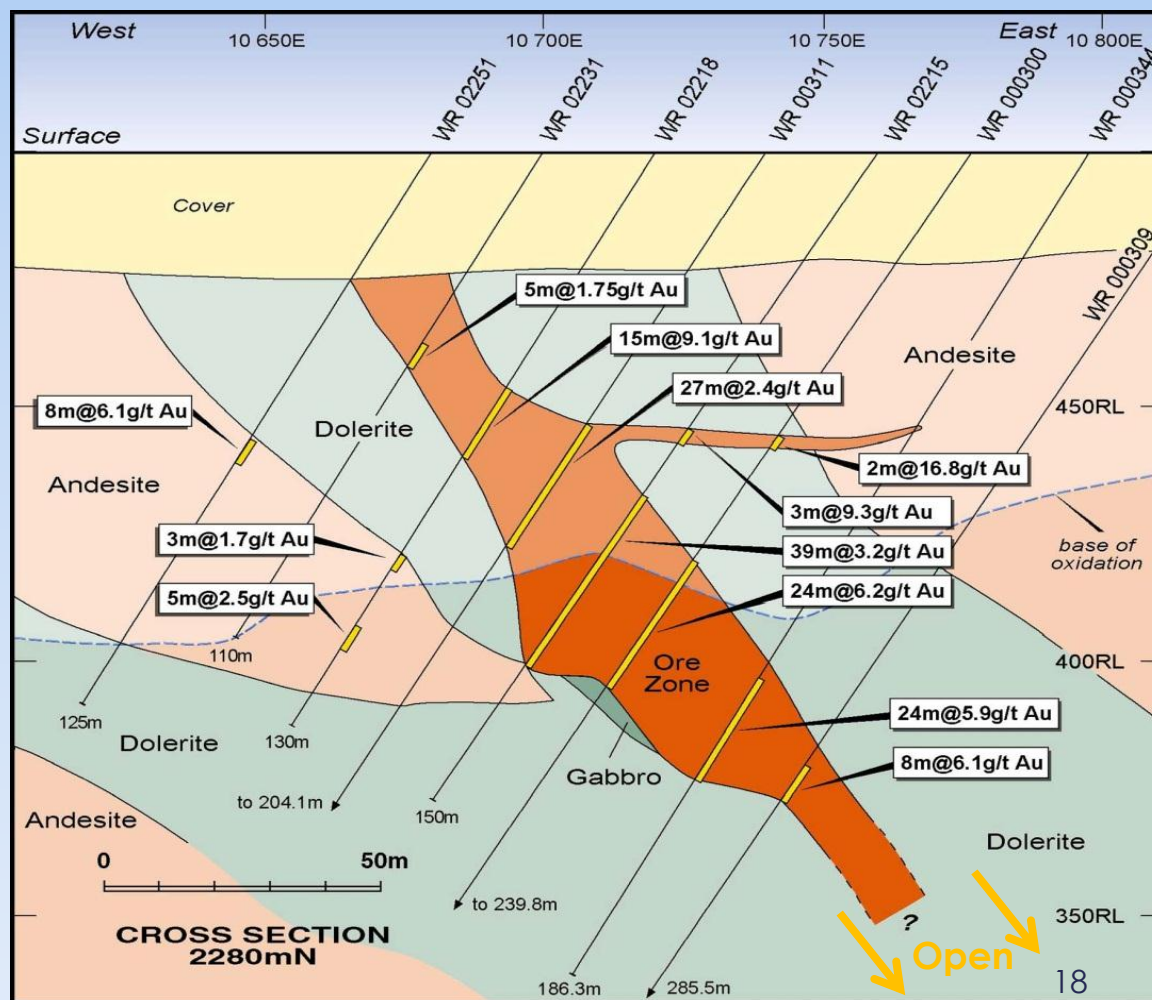 West
East
10 650E
10 700E
10 750E
10 800E
WR 02251
WR 02231
WR 02218
WR 00311
WR 02215
WR 000300
WR 000344
Surface
Cover
WR 000309
5m@1.75g/t Au
15m@9.1g/t Au
Andesite
27m@2.4g/t Au
8m@6.1g/t Au
450RL
Dolerite
2m@16.8g/t Au
Andesite
3m@9.3g/t Au
3m@1.7g/t Au
39m@3.2g/t Au
base of
oxidation
5m@2.5g/t Au
24m@6.2g/t Au
110m
Ore
Zone
400RL
125m
130m
Dolerite
24m@5.9g/t Au
Gabbro
8m@6.1g/t Au
to 204.1m
150m
Andesite
Dolerite
0
50m
to 239.8m
350RL
?
CROSS SECTION
2280mN
Open
186.3m
285.5m
18